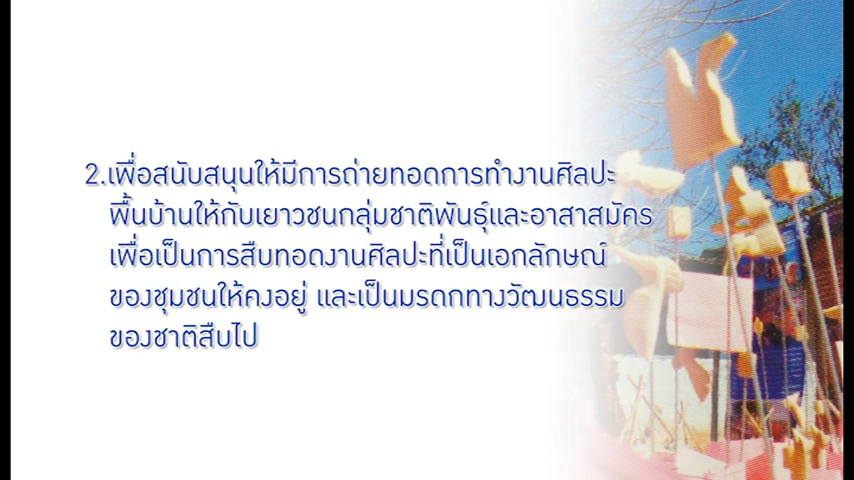 2.เพื่อสนับสนุนให้มีการถ่ายทอดการทำงานศิลปะ
พื้นบ้านให้กับเยาวชนกลุ่มชาติพันธุ์และอาสาสมัคร
เพื่อเป็นการสืบทอดงานศิลปะที่เป็นเอกลักษณ์
ของชุมชนให้คงอยู่ และเป็นมรดกทางวัฒนธรรม
ของชาติสืบไป